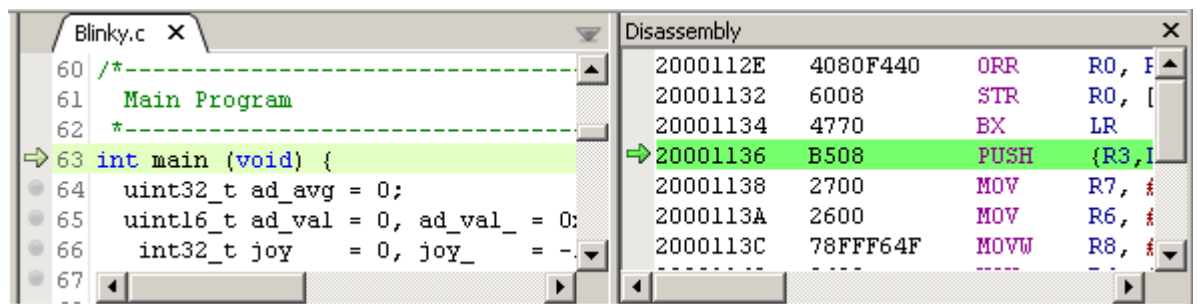 Blinky.c
60 /*-----------------------------------
61 Main Program
62 *-----------------------------------
63 int main (void) {
64 uint32_t ad_avg = 0;
65 uint16_t ad_val = 0, ad_val_ = 0
66 int32_t joy = 0, joy_ = -
67
Disassembly
2000112E 4080F440 ORR R0,
20001132 6008 STR R0, [
20001134 4770 BX LR
20001136 B508 PUSH {R3,
20001138 2700 MOV R7, #
2000113A 2600 MOV R6, #
2000113C 78FFF64F MOVW R8, #